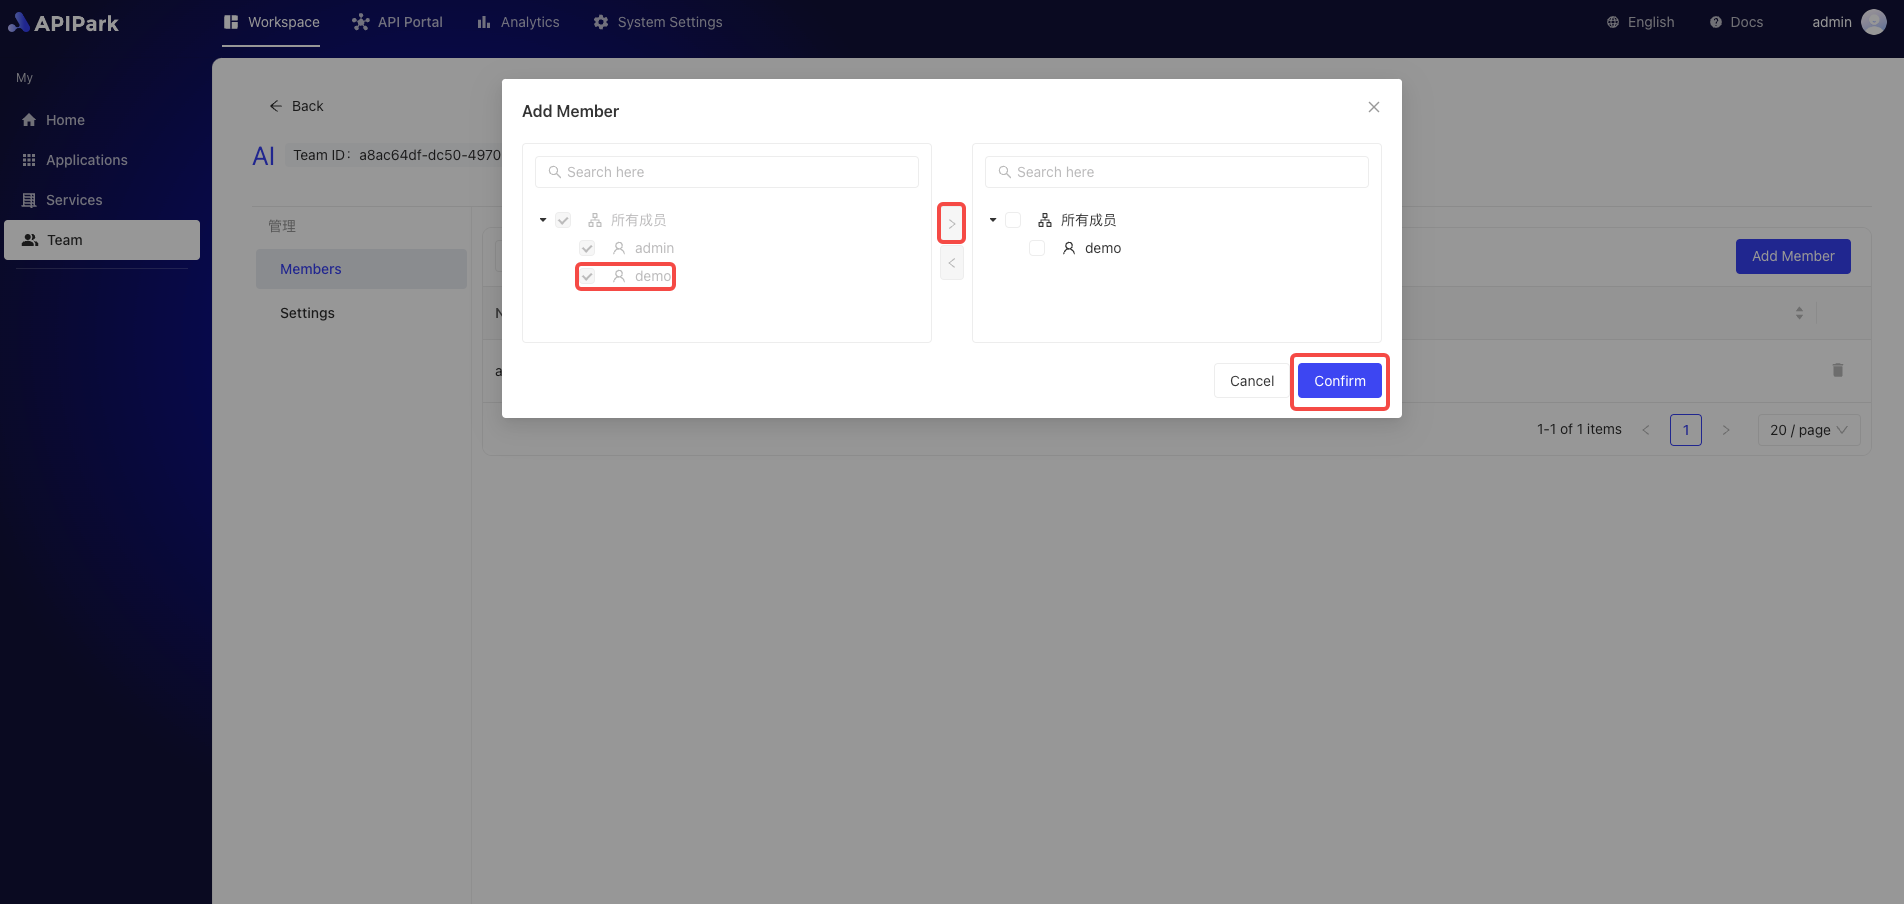 APIPark
Workspace
API Portal
Analytics
System Settings
English
Docs
admin
My
Home
Applications
Services
Team
Back
AI
Team ID: a8ac64df-dc50-4970
管理
Members
Settings
Add Member
Search here
所有成员
admin
demo
>
<
Search here
所有成员
demo
Cancel
Confirm
Add Member
1-1 of 1 items
<
1
>
20 / page